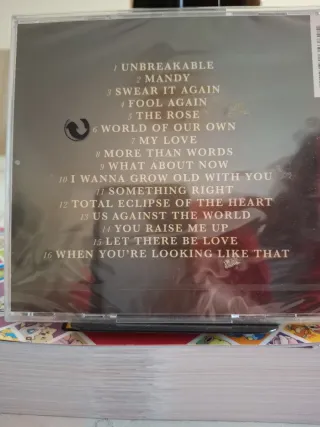 1 UNBREAKABLE
2 MANDY
3 SWEAR IT AGAIN
4 FOOL AGAIN
5 THE ROSE
6 WORLD OF OUR OWN
7 MY LOVE
8 MORE THAN WORDS
9 WHAT ABOUT NOW
10 I WANNA GROW OLD WITH YOU
11 SOMETHING RIGHT
12 TOTAL ECLIPSE OF THE HEART
13 US AGAINST THE WORLD
14 YOU RAISE ME UP
15 LET THERE BE LOVE
16 WHEN YOU'RE LOOKING LIKE THAT